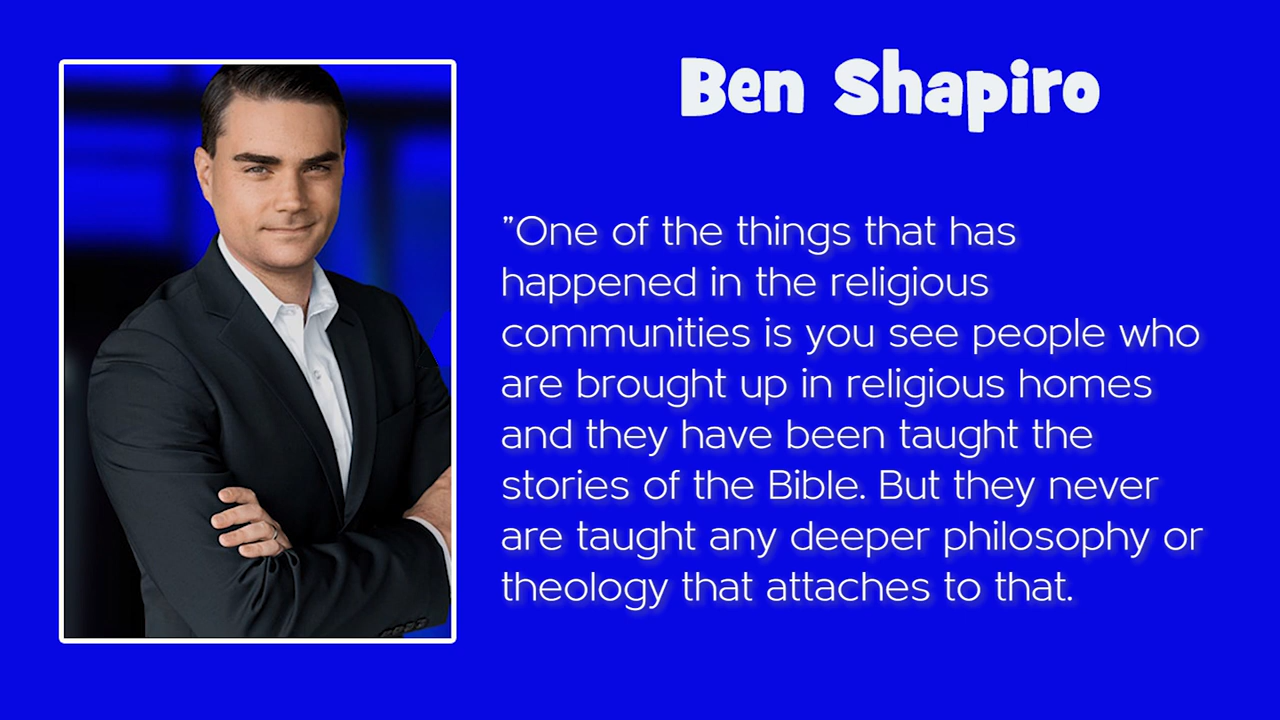 Ben Shapiro
"One of the things that has
happened in the religious
communities is you see people who
are brought up in religious homes
and they have been taught the
stories of the Bible. But they never
are taught any deeper philosophy or
theology that attaches to that.